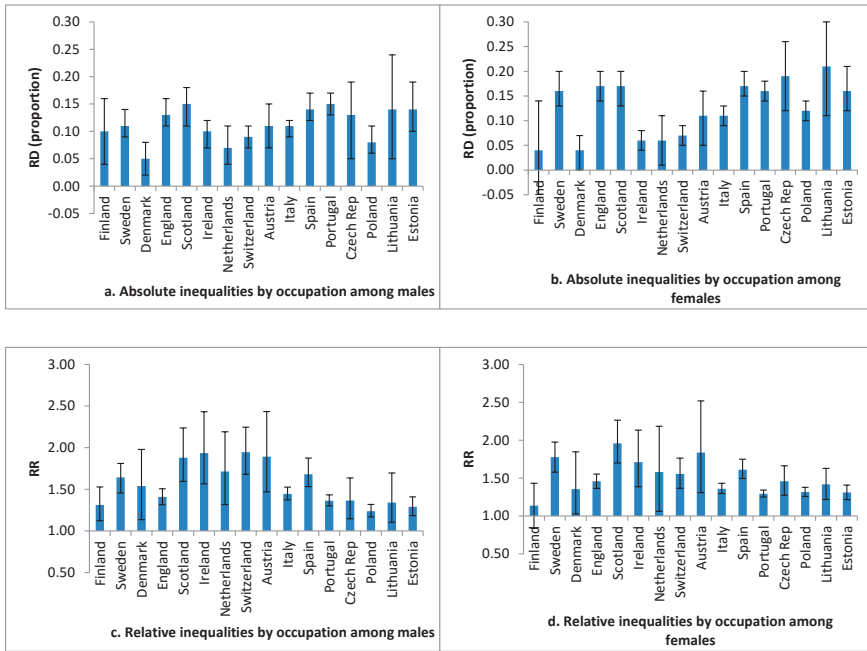 RD (proportion)
0.30
0.25
0.20
0.15
0.10
0.05
0.00
-0.05
Finland
Sweden
Denmark
England
Scotland
Ireland
Netherlands
Switzerland
Austria
Italy
Spain
Portugal
Czech Rep
Poland
Lithuania
Estonia
a. Absolute inequalities by occupation among males
RD (proportion)
0.30
0.25
0.20
0.15
0.10
0.05
0.00
-0.05
Finland
Sweden
Denmark
England
Scotland
Ireland
Netherlands
Switzerland
Austria
Italy
Spain
Portugal
Czech Rep
Poland
Lithuania
Estonia
b. Absolute inequalities by occupation among
females
RR
3.00
2.50
2.00
1.50
1.00
0.50
Finland
Sweden
Denmark
England
Scotland
Ireland
Netherlands
Switzerland
Austria
Italy
Spain
Portugal
Czech Rep
Poland
Lithuania
Estonia
c. Relative inequalities by occupation among males
RR
3.00
2.50
2.00
1.50
1.00
0.50
Finland
Sweden
Denmark
England
Scotland
Ireland
Netherlands
Switzerland
Austria
Italy
Spain
Portugal
Czech Rep
Poland
Lithuania
Estonia
d. Relative inequalities by occupation among
females